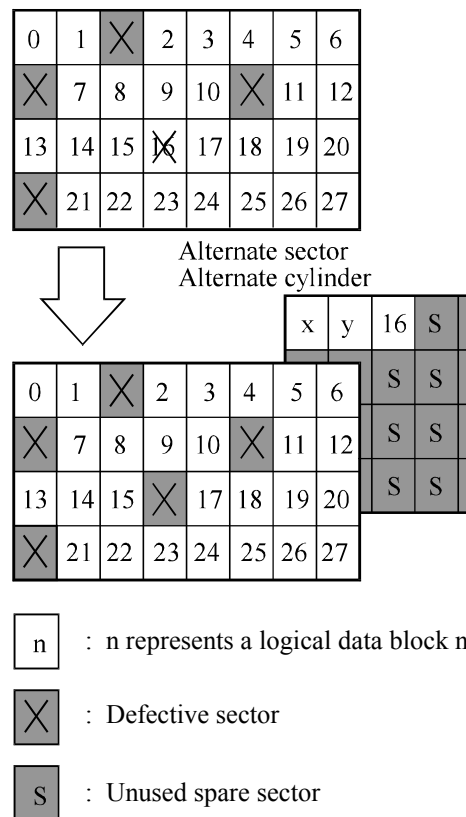 0 1 X 2 3 4 5 6
X 7 8 9 10 X 11 12
13 14 15 16 17 18 19 20
X 21 22 23 24 25 26 27
Alternate sector
Alternate cylinder
x y 16 S
S S
S S
S S
0 1 X 2 3 4 5 6
X 7 8 9 10 X 11 12
13 14 15 X 17 18 19 20
X 21 22 23 24 25 26 27
n : n represents a logical data block
X : Defective sector
S : Unused spare sector